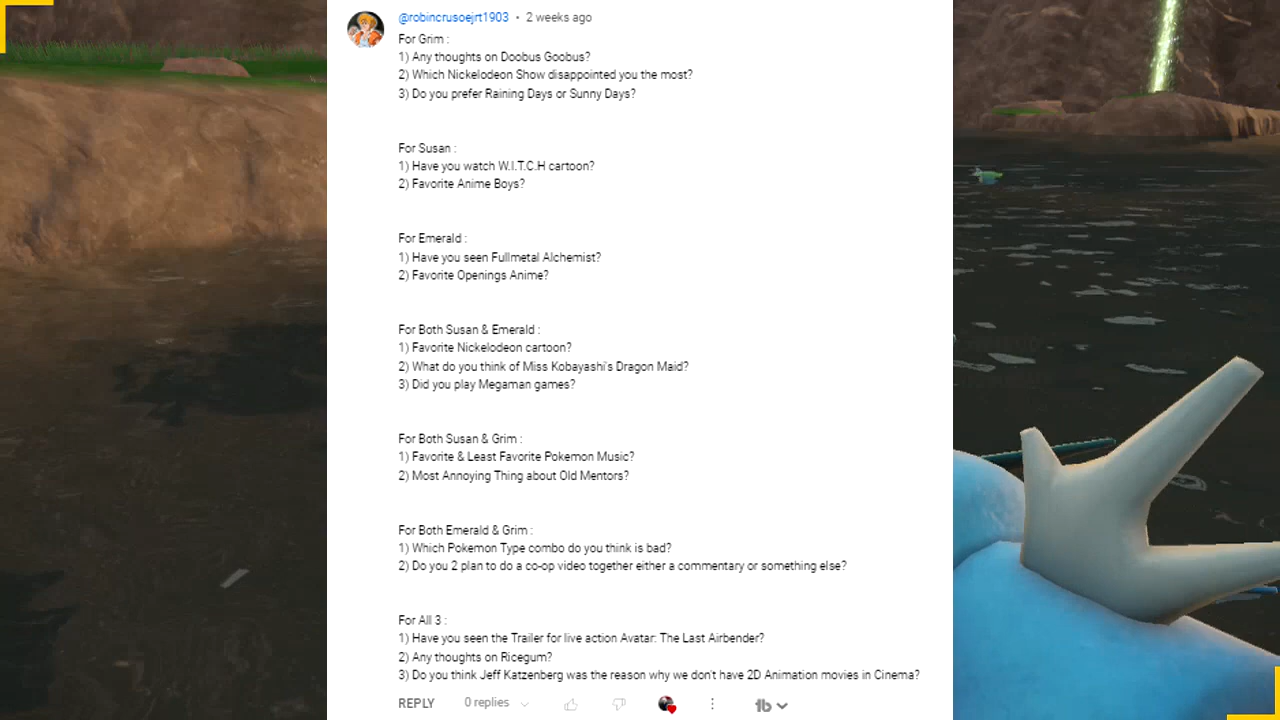 @robincrusoejrt1903 • 2 weeks ago
For Grim :
1) Any thoughts on Doobus Goobus?
2) Which Nickelodeon Show disappointed you the most?
3) Do you prefer Raining Days or Sunny Days?
For Susan :
1) Have you watch W.I.T.C.H cartoon?
2) Favorite Anime Boys?
For Emerald :
1) Have you seen Fullmetal Alchemist?
2) Favorite Openings Anime?
For Both Susan & Emerald :
1) Favorite Nickelodeon cartoon?
2) What do you think of Miss Kobayashi's Dragon Maid?
3) Did you play Megaman games?
For Both Susan & Grim :
1) Favorite & Least Favorite Pokemon Music?
2) Most Annoying Thing about Old Mentors?
For Both Emerald & Grim :
1) Which Pokemon Type combo do you think is bad?
2) Do you 2 plan to do a co-op video together either a commentary or something else?
For All 3 :
1) Have you seen the Trailer for live action Avatar: The Last Airbender?
2) Any thoughts on Ricegum?
3) Do you think Jeff Katzenberg was the reason why we don't have 2D Animation movies in Cinema?
REPLY 0 replies tb